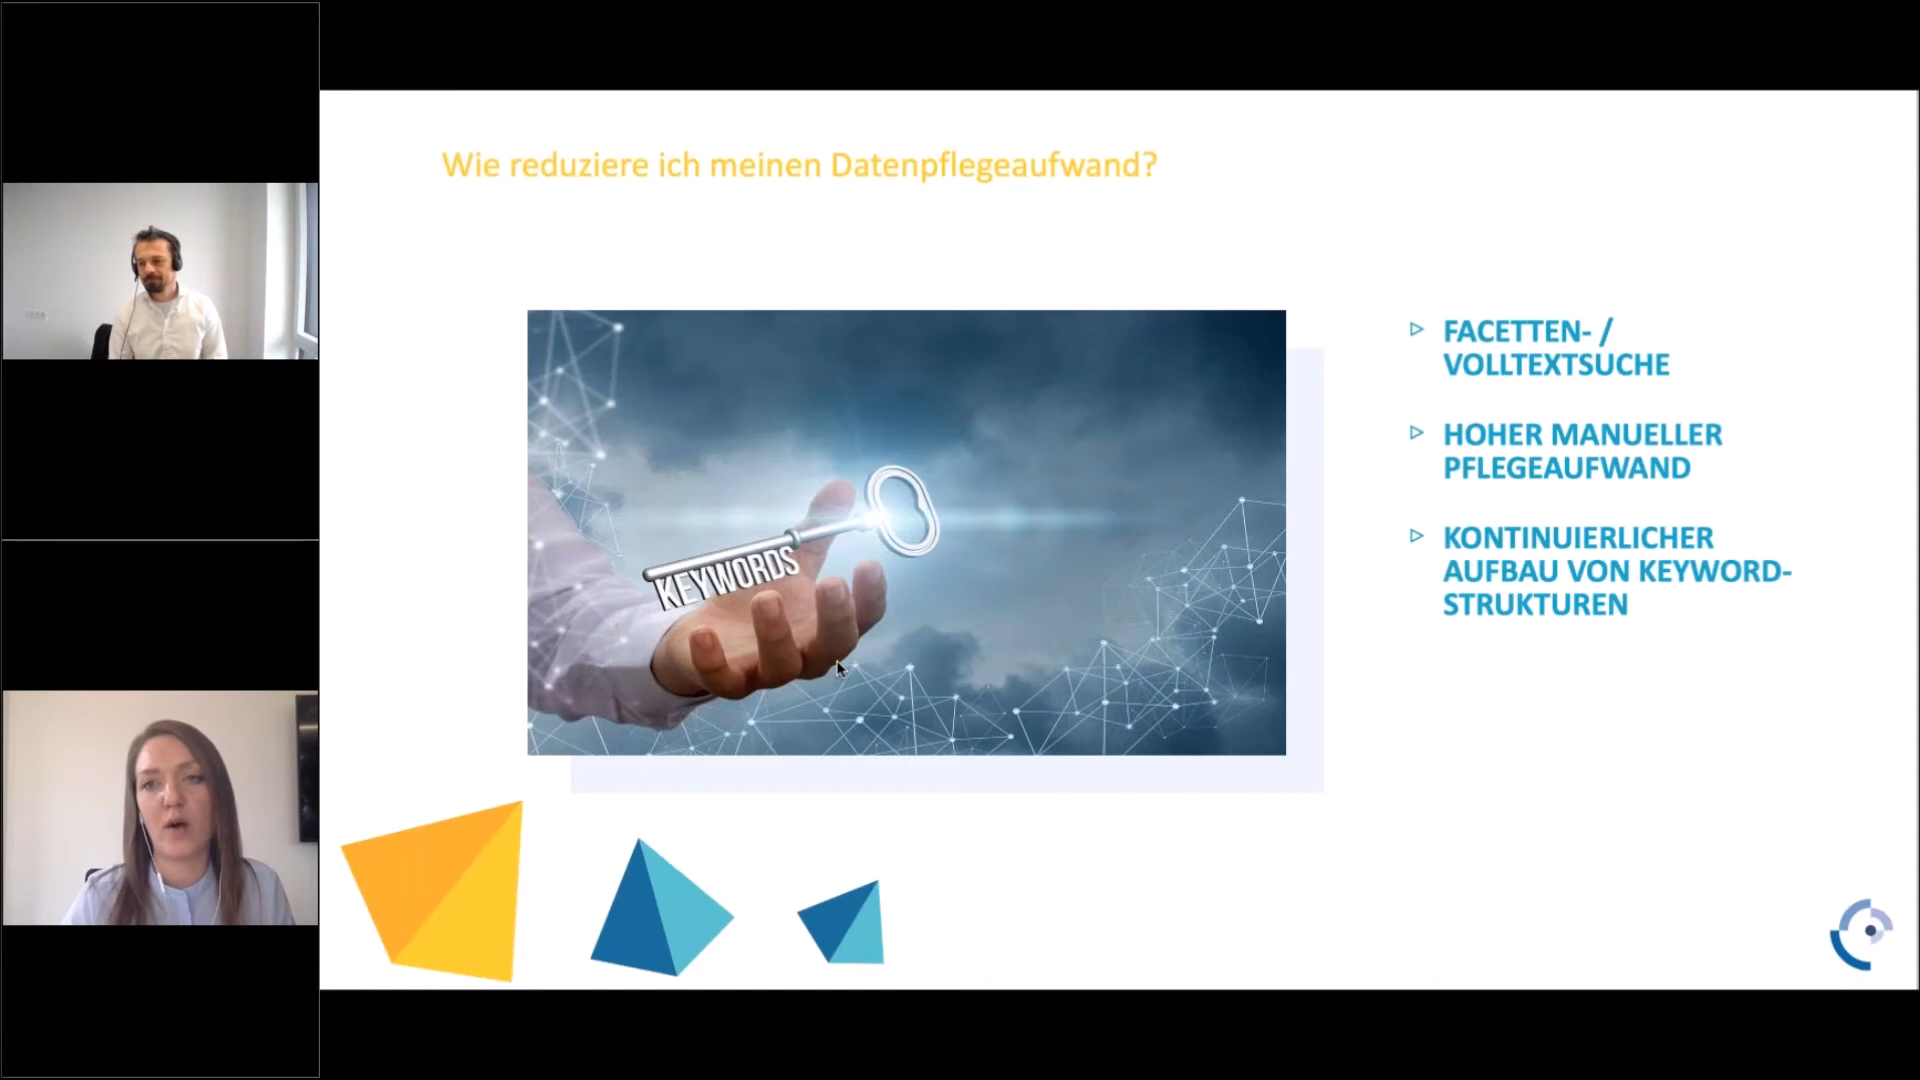 Wie reduziere ich meinen Datenpflegeaufwand?
KEYWORDS
FACETTEN- /
VOLLTEXTSUCHE
HOHER MANUELLER
PFLEGEAUFWAND
KONTINUIERLICHER
AUFBAU VON KEYWORD-
STRUKTUREN